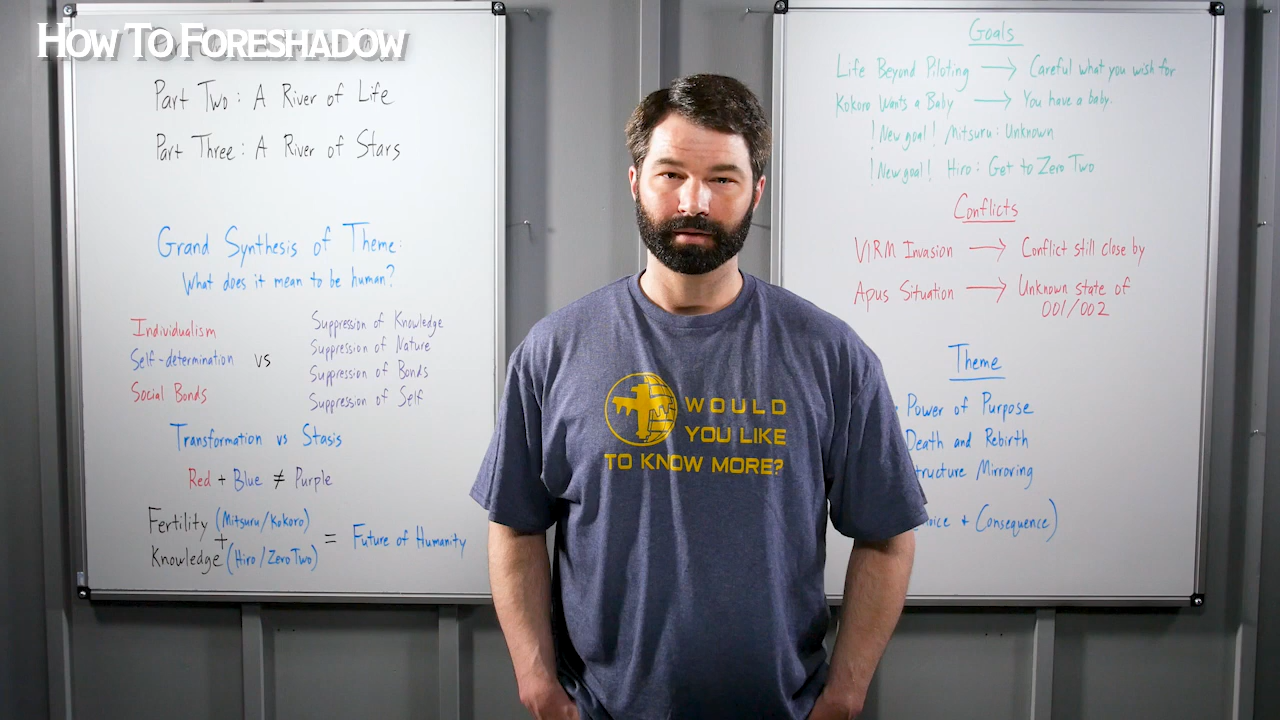 How To Foreshadow
Part Two: A River of Life
Part Three: A River of Stars
Grand Synthesis of Theme:
What does it mean to be human?
Individualism
Self-determination
Social Bonds
vs
Suppression of Knowledge
Suppression of Nature
Suppression of Bonds
Suppression of Self
Transformation vs Stasis
Red + Blue ≠ Purple
Fertility (Mitsuru/Kokoro)
+
Knowledge (Hiro/Zero Two)
= Future of Humanity
WOULD
YOU LIKE
TO KNOW MORE?
Goals
Life Beyond Piloting → Careful what you wish for
Kokoro Wants a Baby → You have a baby.
! New goal! Mitsuru: Unknown
! New goal! Hiro: Get to Zero Two
Conflicts
VIRM Invasion → Conflict still close by
Apus Situation → Unknown state of
001/002
Theme
Power of Purpose
Death and Rebirth
tructure Mirroring
oice + Consequence)